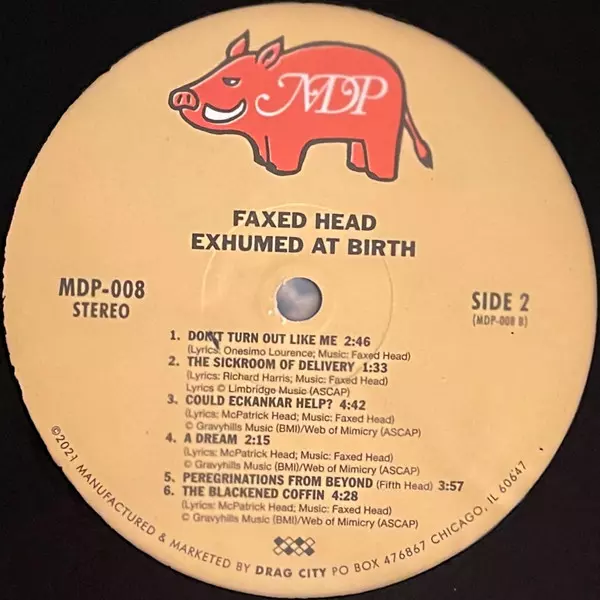 MDP
FAXED HEAD
EXHUMED AT BIRTH
MDP-008
STEREO
SIDE 2
(MDP-008 B)
1. DON'T TURN OUT LIKE ME 2:46
(Lyrics: Onesimo Lourence; Music: Faxed Head)
2. THE SICKROOM OF DELIVERY 1:33
(Lyrics: Richard Harris; Music: Faxed Head)
Lyrics © Limbridge Music (ASCAP)
3. COULD ECKANKAR HELP? 4:42
(Lyrics: McPatrick Head; Music: Faxed Head)
© Gravyhills Music (BMI)/Web of Mimicry (ASCAP)
4. A DREAM 2:15
(Lyrics: McPatrick Head; Music: Faxed Head)
© Gravyhills Music (BMI)/Web of Mimicry (ASCAP)
5. PEREGRINATIONS FROM BEYOND (Fifth Head) 3:57
6. THE BLACKENED COFFIN 4:28
(Lyrics: McPatrick Head; Music: Faxed Head)
© Gravyhills Music (BMI)/Web of Mimicry (ASCAP)
©2021 MANUFACTURED & MARKETED BY DRAG CITY PO BOX 476867 CHICAGO, IL 60647